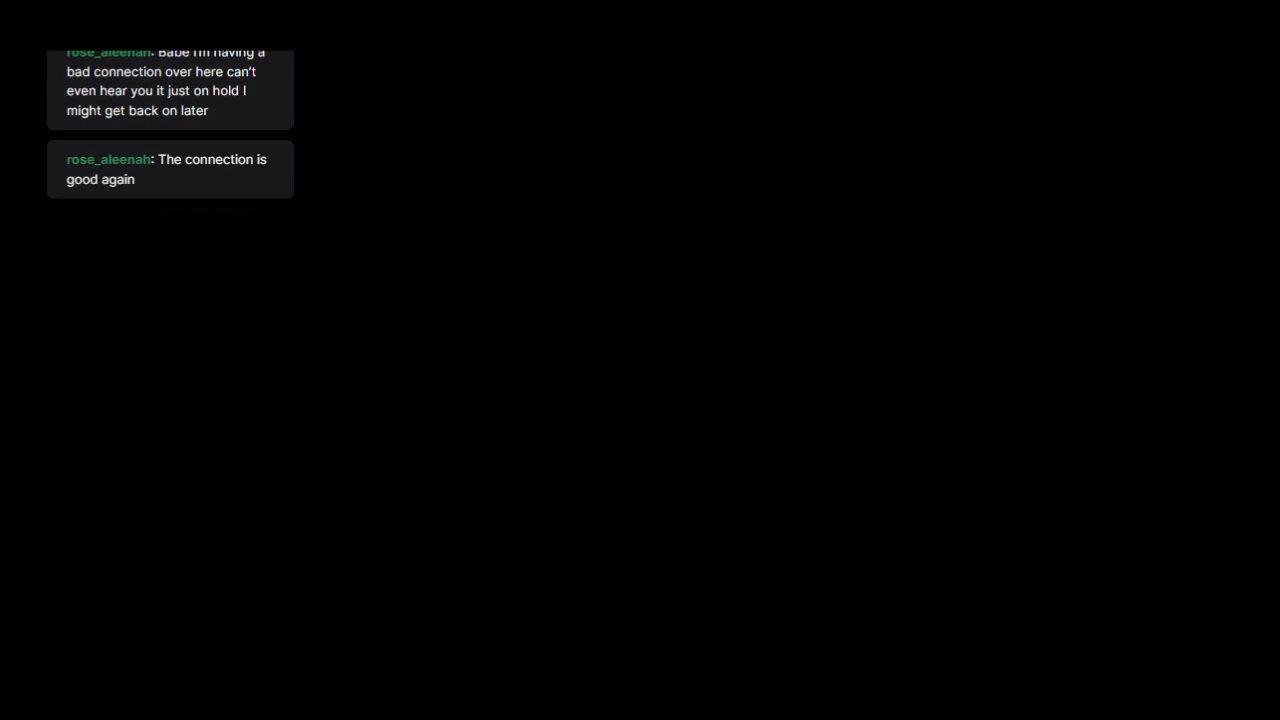 rose_aleenah: Babe I'm having a
bad connection over here can't
even hear you it just on hold I
might get back on later
rose_aleenah: The connection is
good again